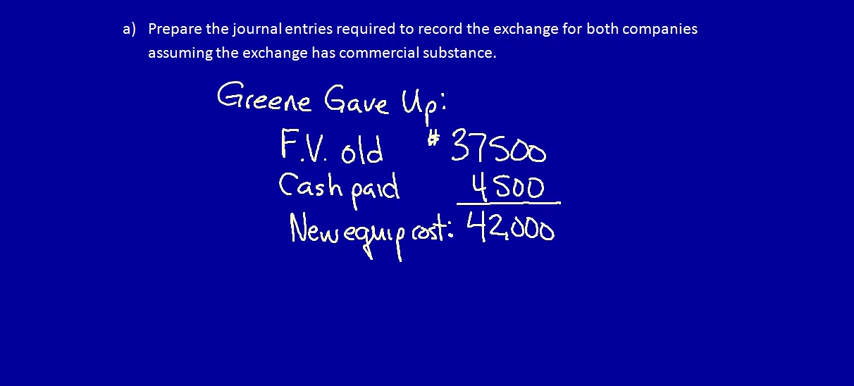 a) Prepare the journal entries required to record the exchange for both companies
assuming the exchange has commercial substance.
Greene Gave Up:
F.V. old $37500
Cash paid 4500
New equip cost: 42,000